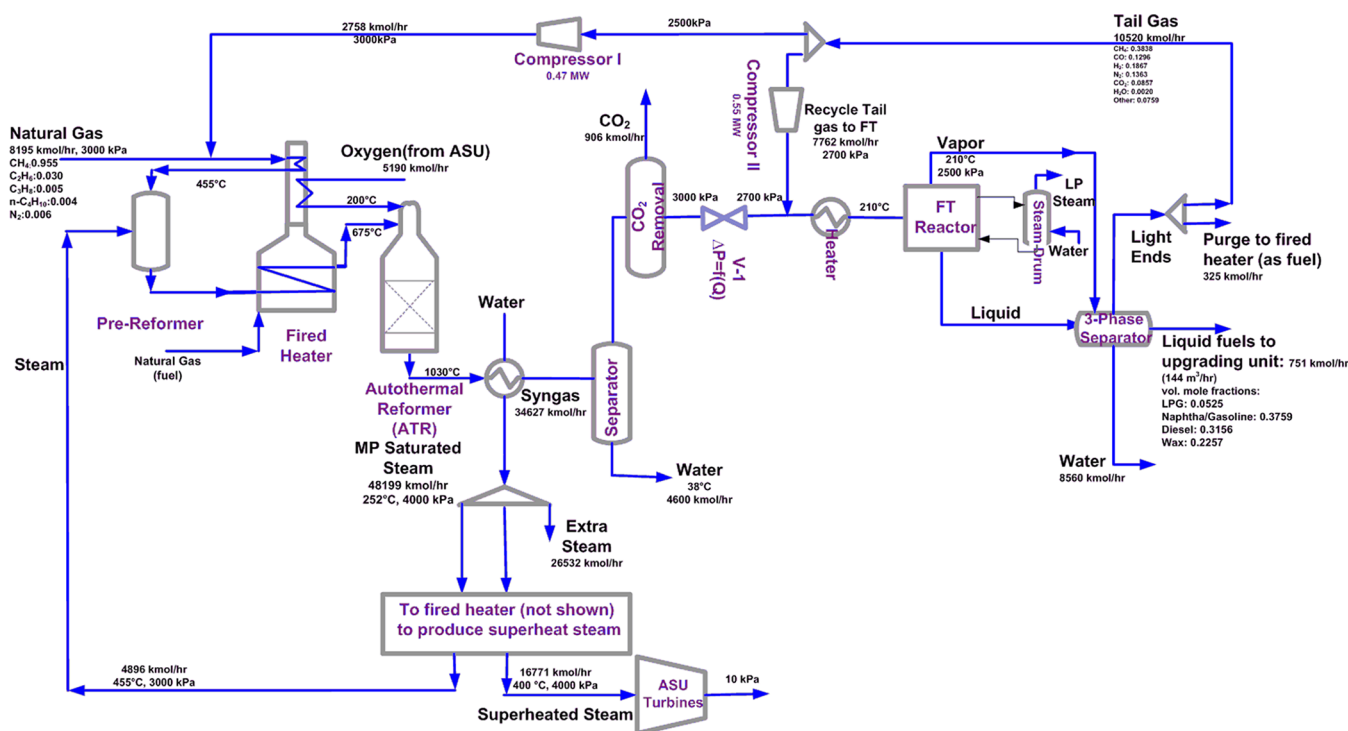 2758 kmol/hr
3000kPa
2500kPa
Compressor I
0.47 MW
Tail Gas
10520 kmol/hr
CH₄: 0.3838
CO: 0.1296
H₂: 0.1867
N₂: 0.1363
CO₂: 0.0857
H₂O: 0.0020
Other: 0.0759
Compressor II
0.55 MW
Recycle Tail
gas to FT
7762 kmol/hr
2700 kPa
CO₂
906 kmol/hr
Natural Gas
8195 kmol/hr, 3000 kPa
CH₄:0.955
C₂H₆:0.030
C₃H₈:0.005
n-C₄H₁₀:0.004
N₂:0.006
455°C
Oxygen(from ASU)
5190 kmol/hr
200°C
675°C
CO₂
Removal
3000 kPa
2700 kPa
V-1
ΔP=f(Q)
Heater
210°C
Vapor
210°C
2500 kPa
FT
Reactor
LP
Steam
Steam-Drum
Water
Light
Ends
Purge to fired
heater (as fuel)
325 kmol/hr
Liquid
3-Phase
Separator
Liquid fuels to
upgrading unit: 751 kmol/hr
(144 m³/hr)
vol. mole fractions:
LPG: 0.0525
Naphtha/Gasoline: 0.3759
Diesel: 0.3156
Wax: 0.2257
Water
8560 kmol/hr
Pre-Reformer
Fired
Heater
Natural Gas
(fuel)
Steam
Water
1030°C
Autothermal
Reformer
(ATR)
Syngas
34627 kmol/hr
Separator
Water
38°C
4600 kmol/hr
MP Saturated
Steam
48199 kmol/hr
252°C, 4000 kPa
Extra
Steam
26532 kmol/hr
To fired heater (not shown)
to produce superheat steam
4896 kmol/hr
455°C, 3000 kPa
16771 kmol/hr
400 °C, 4000 kPa
Superheated Steam
ASU
Turbines
10 kPa